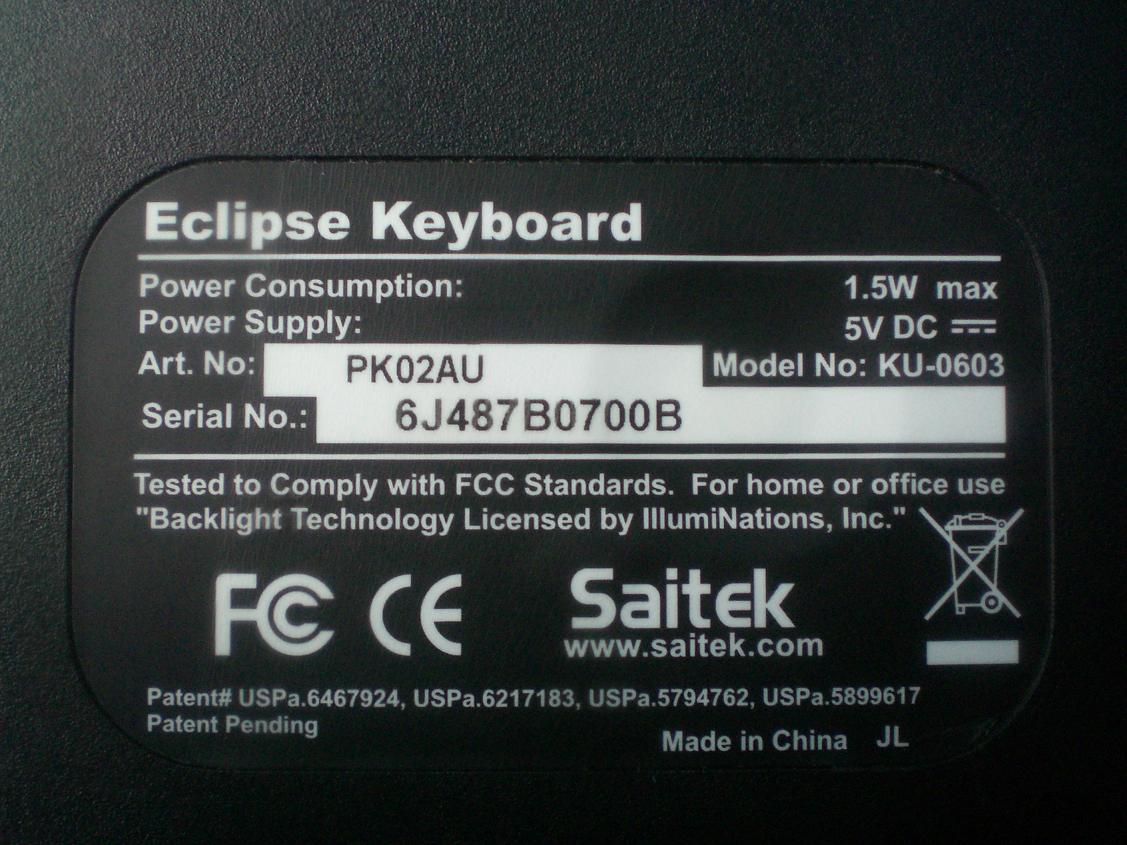 Eclipse Keyboard
Power Consumption: 1.5W max
Power Supply: 5V DC
Art. No: PK02AU Model No: KU-0603
Serial No.: 6J487B0700B
Tested to Comply with FCC Standards. For home or office use
"Backlight Technology Licensed by IllumiNations, Inc."
FC CE Saitek
www.saitek.com
Patent# USPa.6467924, USPa.6217183, USPa.5794762, USPa.5899617
Patent Pending
Made in China JL